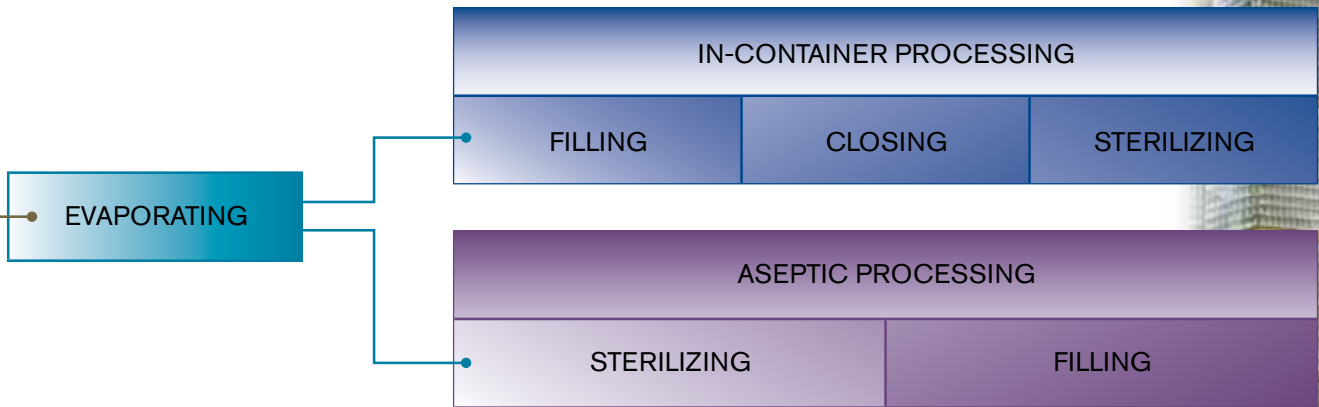 IN-CONTAINER PROCESSING
FILLING
CLOSING
STERILIZING
EVAPORATING
ASEPTIC PROCESSING
STERILIZING
FILLING